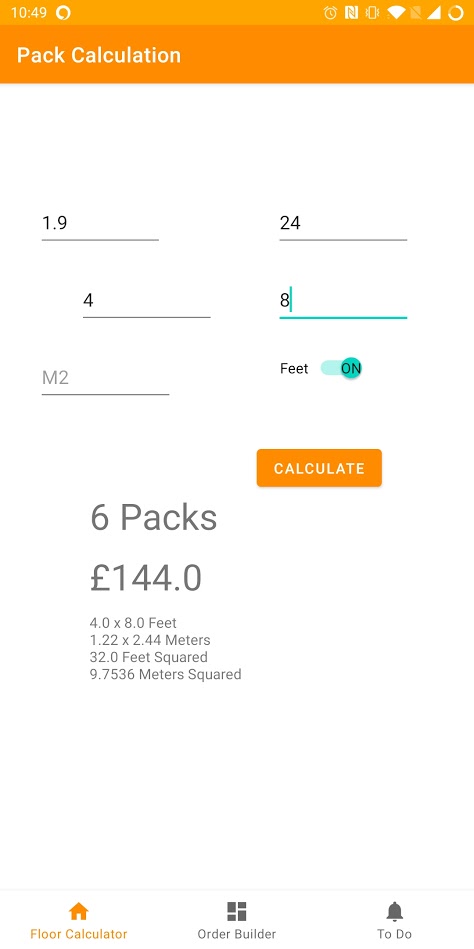 10:49
Pack Calculation
1.9
24
4
8
M2
Feet ON
CALCULATE
6 Packs
£144.0
4.0 x 8.0 Feet
1.22 x 2.44 Meters
32.0 Feet Squared
9.7536 Meters Squared
Floor Calculator
Order Builder
To Do